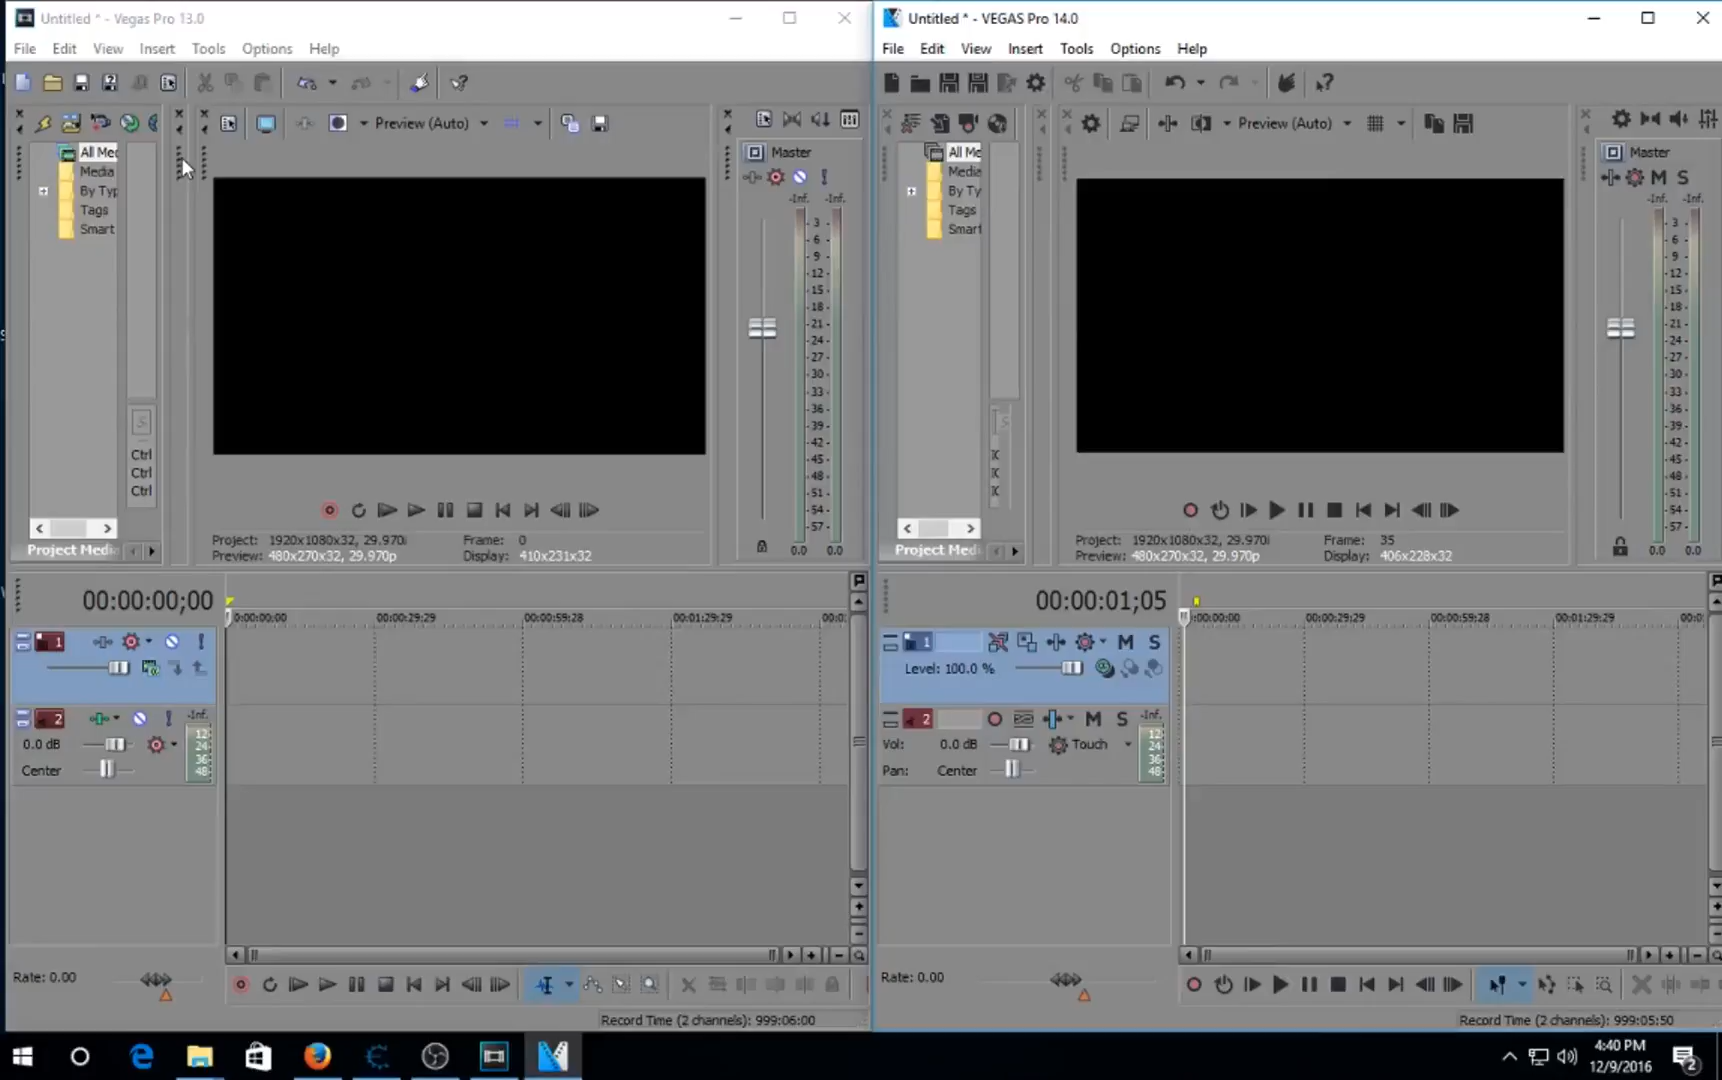 Untitled * - Vegas Pro 13.0
File Edit View Insert Tools Options Help
Preview (Auto)
All Mec
Media
By Typ
Tags
Smart
S
Ctrl
Ctrl
Ctrl
Project Medi
Project: 1920x1080x32, 29.970i
Preview: 480x270x32, 29.970p
Frame: 0
Display: 410x231x32
Master
-Inf. -Inf.
3
6
9
12
15
18
21
24
27
30
33
36
39
42
45
48
51
54
57
0.0 0.0
00:00:00;00
0:00:00;00 00:00:29;29 00:00:59;28 00:01:29;29 00:0
1
2
-Inf.
0.0 dB
Center
12
24
36
48
Rate: 0.00
Record Time (2 channels): 999:06:00
Untitled * - VEGAS Pro 14.0
File Edit View Insert Tools Options Help
Preview (Auto)
All Me
Media
By Ty
Tags
Smart
S
Project Medi
Project: 1920x1080x32, 29.970i
Preview: 480x270x32, 29.970p
Frame: 35
Display: 406x228x32
Master
M S
-Inf. -Inf.
3
6
9
12
15
18
21
24
27
30
33
36
39
42
45
48
51
54
57
0.0 0.0
00:00:01;05
:00:00;00 00:00:29;29 00:00:59;28 00:01:29;29 00:0
1 M S
Level: 100.0 %
2 M S
-Inf.
Vol: 0.0 dB Touch
Pan: Center
12
24
36
48
Rate: 0.00
Record Time (2 channels): 999:05:50
4:40 PM
12/9/2016
2